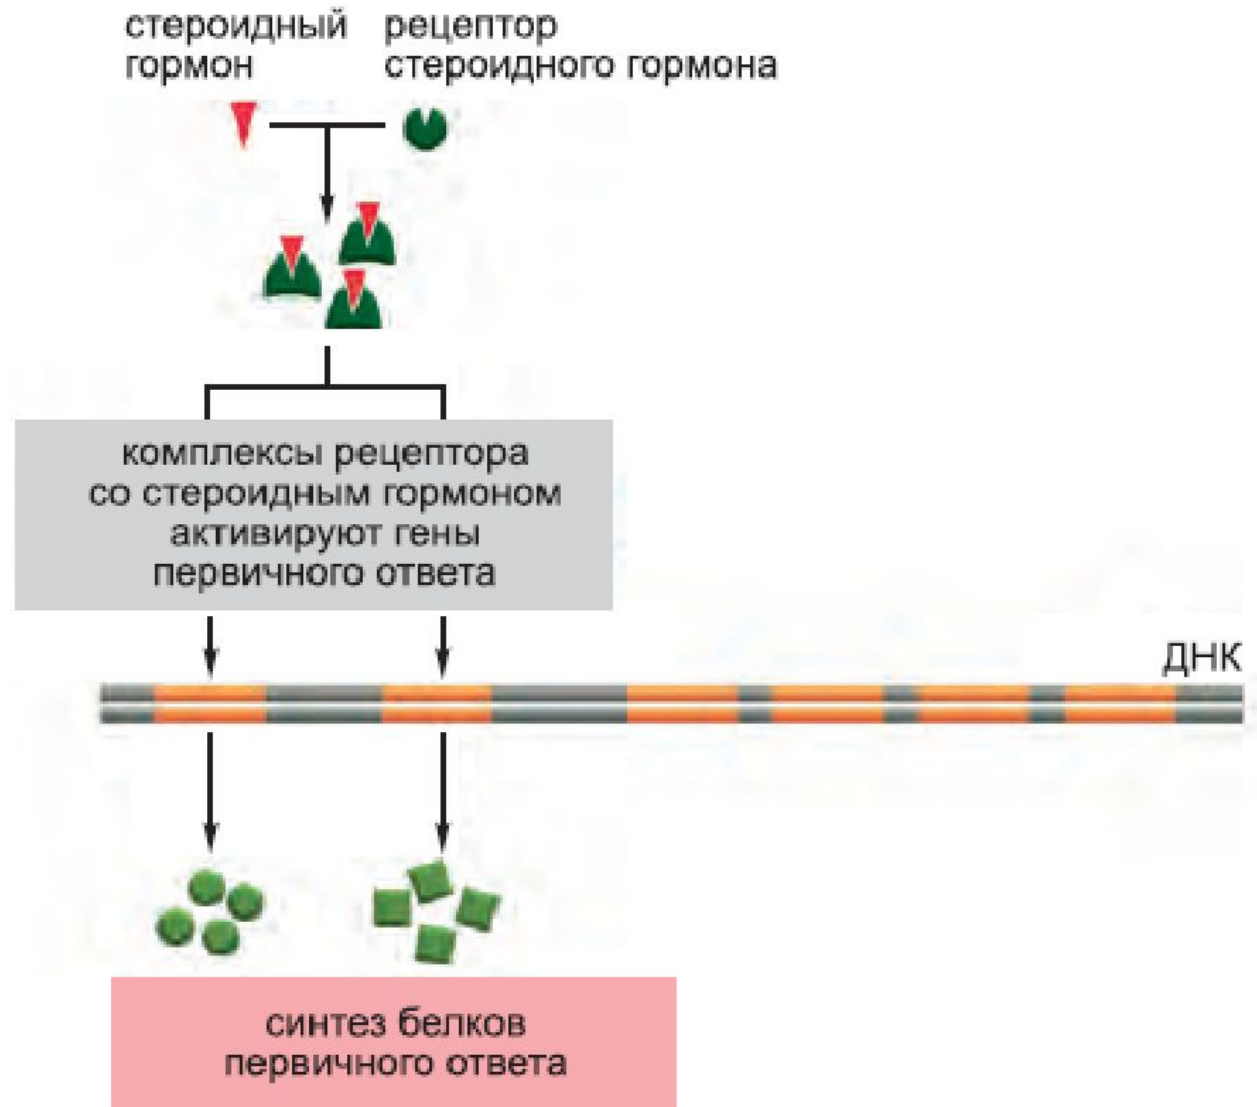 стероидный
гормон
рецептор
стероидного гормона
комплексы рецептора
со стероидным гормоном
активируют гены
первичного ответа
ДНК
синтез белков
первичного ответа